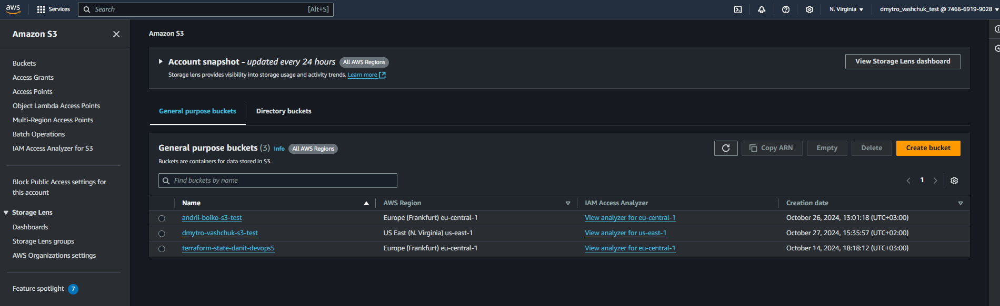 aws
Services
Search [Alt+S]
N. Virginia
dmytro_vashchuk_test @ 7466-6919-9028
Amazon S3
Buckets
Access Grants
Access Points
Object Lambda Access Points
Multi-Region Access Points
Batch Operations
IAM Access Analyzer for S3
Block Public Access settings for
this account
Storage Lens
Dashboards
Storage Lens groups
AWS Organizations settings
Feature spotlight 7
Amazon S3
Account snapshot - updated every 24 hours All AWS Regions
Storage lens provides visibility into storage usage and activity trends. Learn more
View Storage Lens dashboard
General purpose buckets
Directory buckets
General purpose buckets (3) Info All AWS Regions
Buckets are containers for data stored in S3.
Copy ARN
Empty
Delete
Create bucket
Find buckets by name
1
Name AWS Region IAM Access Analyzer Creation date
andrii-boiko-s3-test Europe (Frankfurt) eu-central-1 View analyzer for eu-central-1 October 26, 2024, 13:01:18 (UTC+03:00)
dmytro-vashchuk-s3-test US East (N. Virginia) us-east-1 View analyzer for us-east-1 October 27, 2024, 15:35:57 (UTC+02:00)
terraform-state-danit-devops5 Europe (Frankfurt) eu-central-1 View analyzer for eu-central-1 October 14, 2024, 18:18:12 (UTC+03:00)